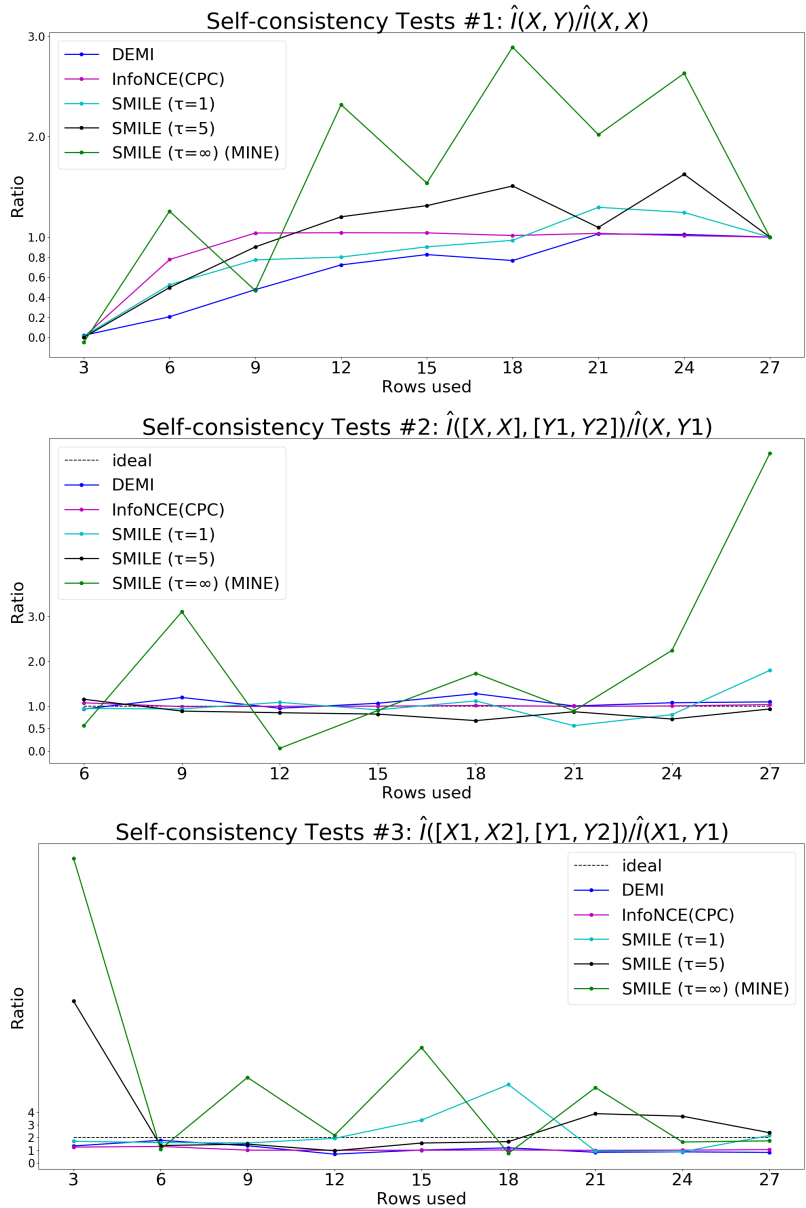 Self-consistency Tests #1: Î(X, Y)/Î(X, X)
3.0
2.0
1.0
0.8
0.6
0.4
0.2
0.0
Ratio
DEMI
InfoNCE(CPC)
SMILE (τ=1)
SMILE (τ=5)
SMILE (τ=∞) (MINE)
3 6 9 12 15 18 21 24 27
Rows used
Self-consistency Tests #2: Î([X, X], [Y1, Y2])/Î(X, Y1)
ideal
DEMI
InfoNCE(CPC)
SMILE (τ=1)
SMILE (τ=5)
SMILE (τ=∞) (MINE)
Ratio
3.0
2.0
1.0
0.5
0.0
6 9 12 15 18 21 24 27
Rows used
Self-consistency Tests #3: Î([X1, X2], [Y1, Y2])/Î(X1, Y1)
ideal
DEMI
InfoNCE(CPC)
SMILE (τ=1)
SMILE (τ=5)
SMILE (τ=∞) (MINE)
Ratio
4
3
2
1
0
3 6 9 12 15 18 21 24 27
Rows used